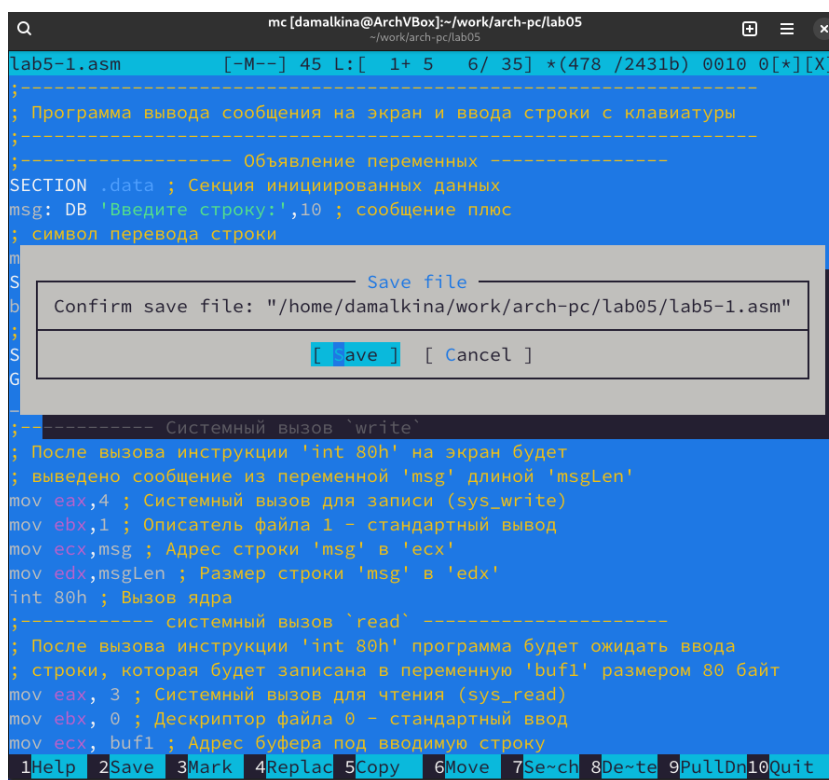 mc [damalkina@ArchVBox]:~/work/arch-pc/lab05
~/work/arch-pc/lab05
lab5-1.asm [-M--] 45 L:[ 1+ 5 6/ 35] *(478 /2431b) 0010 0[*][X]
;------------------------------------------------------------------
; Программа вывода сообщения на экран и ввода строки с клавиатуры
;------------------------------------------------------------------
;------------------- Объявление переменных ----------------
SECTION .data ; Секция инициированных данных
msg: DB 'Введите строку:',10 ; сообщение плюс
; символ перевода строки
m
S
Save file
b
Confirm save file: "/home/damalkina/work/arch-pc/lab05/lab5-1.asm"
;
S
[ Save ] [ Cancel ]
G
_
;------------ Системный вызов `write`
; После вызова инструкции 'int 80h' на экран будет
; выведено сообщение из переменной 'msg' длиной 'msgLen'
mov eax,4 ; Системный вызов для записи (sys_write)
mov ebx,1 ; Описатель файла 1 - стандартный вывод
mov ecx,msg ; Адрес строки 'msg' в 'ecx'
mov edx,msgLen ; Размер строки 'msg' в 'edx'
int 80h ; Вызов ядра
;------------ системный вызов `read` ----------------------
; После вызова инструкции 'int 80h' программа будет ожидать ввода
; строки, которая будет записана в переменную 'buf1' размером 80 байт
mov eax, 3 ; Системный вызов для чтения (sys_read)
mov ebx, 0 ; Дескриптор файла 0 - стандартный ввод
mov ecx, buf1 ; Адрес буфера под вводимую строку
1Help 2Save 3Mark 4Replac 5Copy 6Move 7Se~ch 8De~te 9PullDn 10Quit